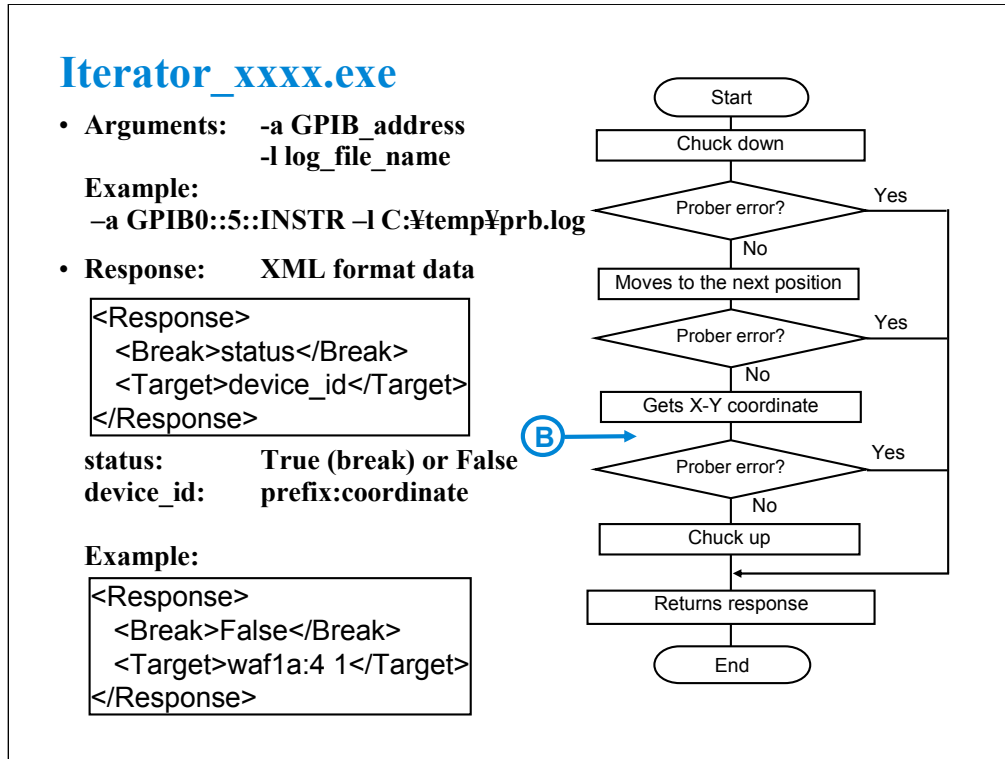 Iterator_xxxx.exe
• Arguments: -a GPIB_address
-l log_file_name
Example:
–a GPIB0::5::INSTR –l C:¥temp¥prb.log
• Response: XML format data
<Response>
<Break>status</Break>
<Target>device_id</Target>
</Response>
status: True (break) or False
device_id: prefix:coordinate
Example:
<Response>
<Break>False</Break>
<Target>waf1a:4 1</Target>
</Response>
Start
Chuck down
Prober error?
Yes
No
Moves to the next position
Prober error?
Yes
No
Gets X-Y coordinate
B
Prober error?
Yes
No
Chuck up
Returns response
End